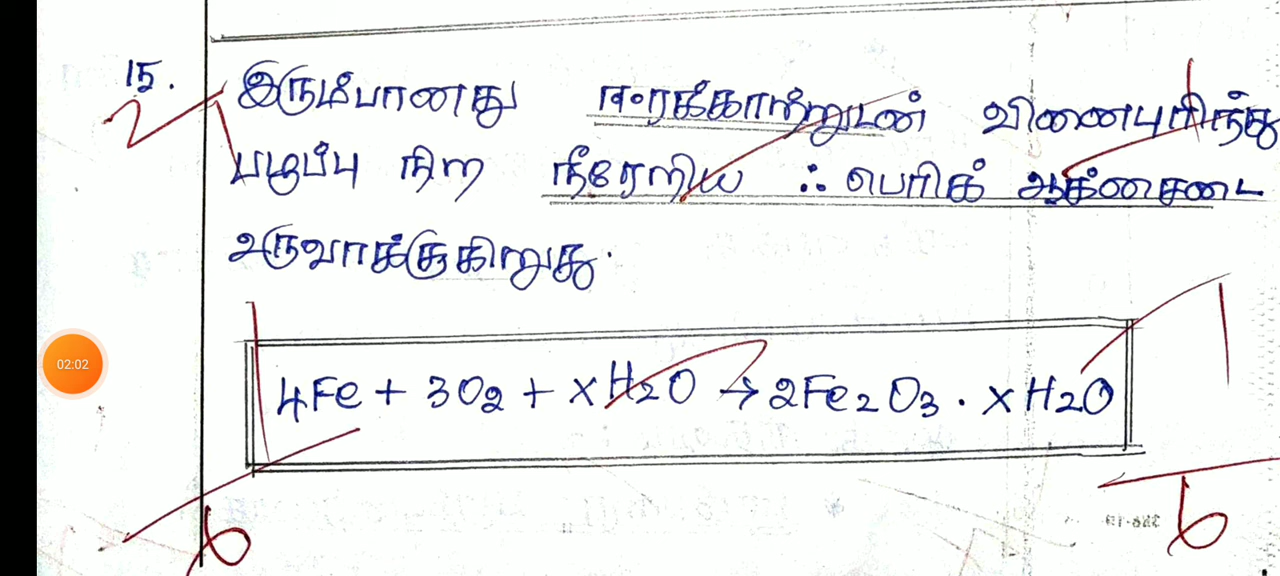 15. இரும்பானது ஈரக்காற்றுடன் வினைபுரிந்து
பழுப்பு நிற நீரேறிய ஃபெரிக் ஆக்ஸைடை
உருவாக்குகிறது.
4Fe + 3O₂ + xH₂O → 2Fe₂O₃ . xH₂O
02:02
6
6